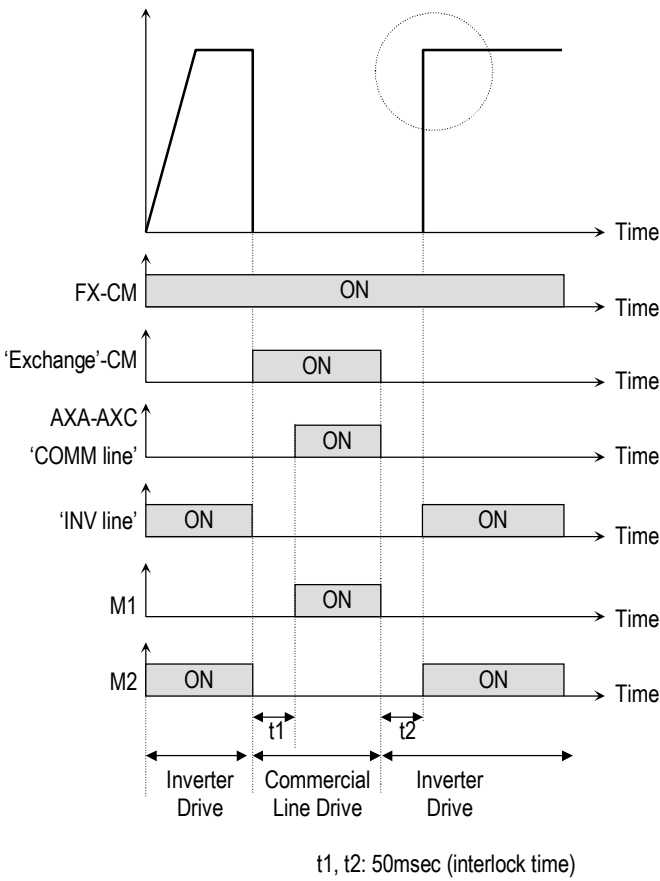 Time
FX-CM
ON
Time
‘Exchange’-CM
ON
Time
AXA-AXC
‘COMM line’
ON
Time
‘INV line’
ON
ON
Time
M1
ON
Time
M2
ON
ON
Time
t1
t2
Inverter
Drive
Commercial
Line Drive
Inverter
Drive
t1, t2: 50msec (interlock time)